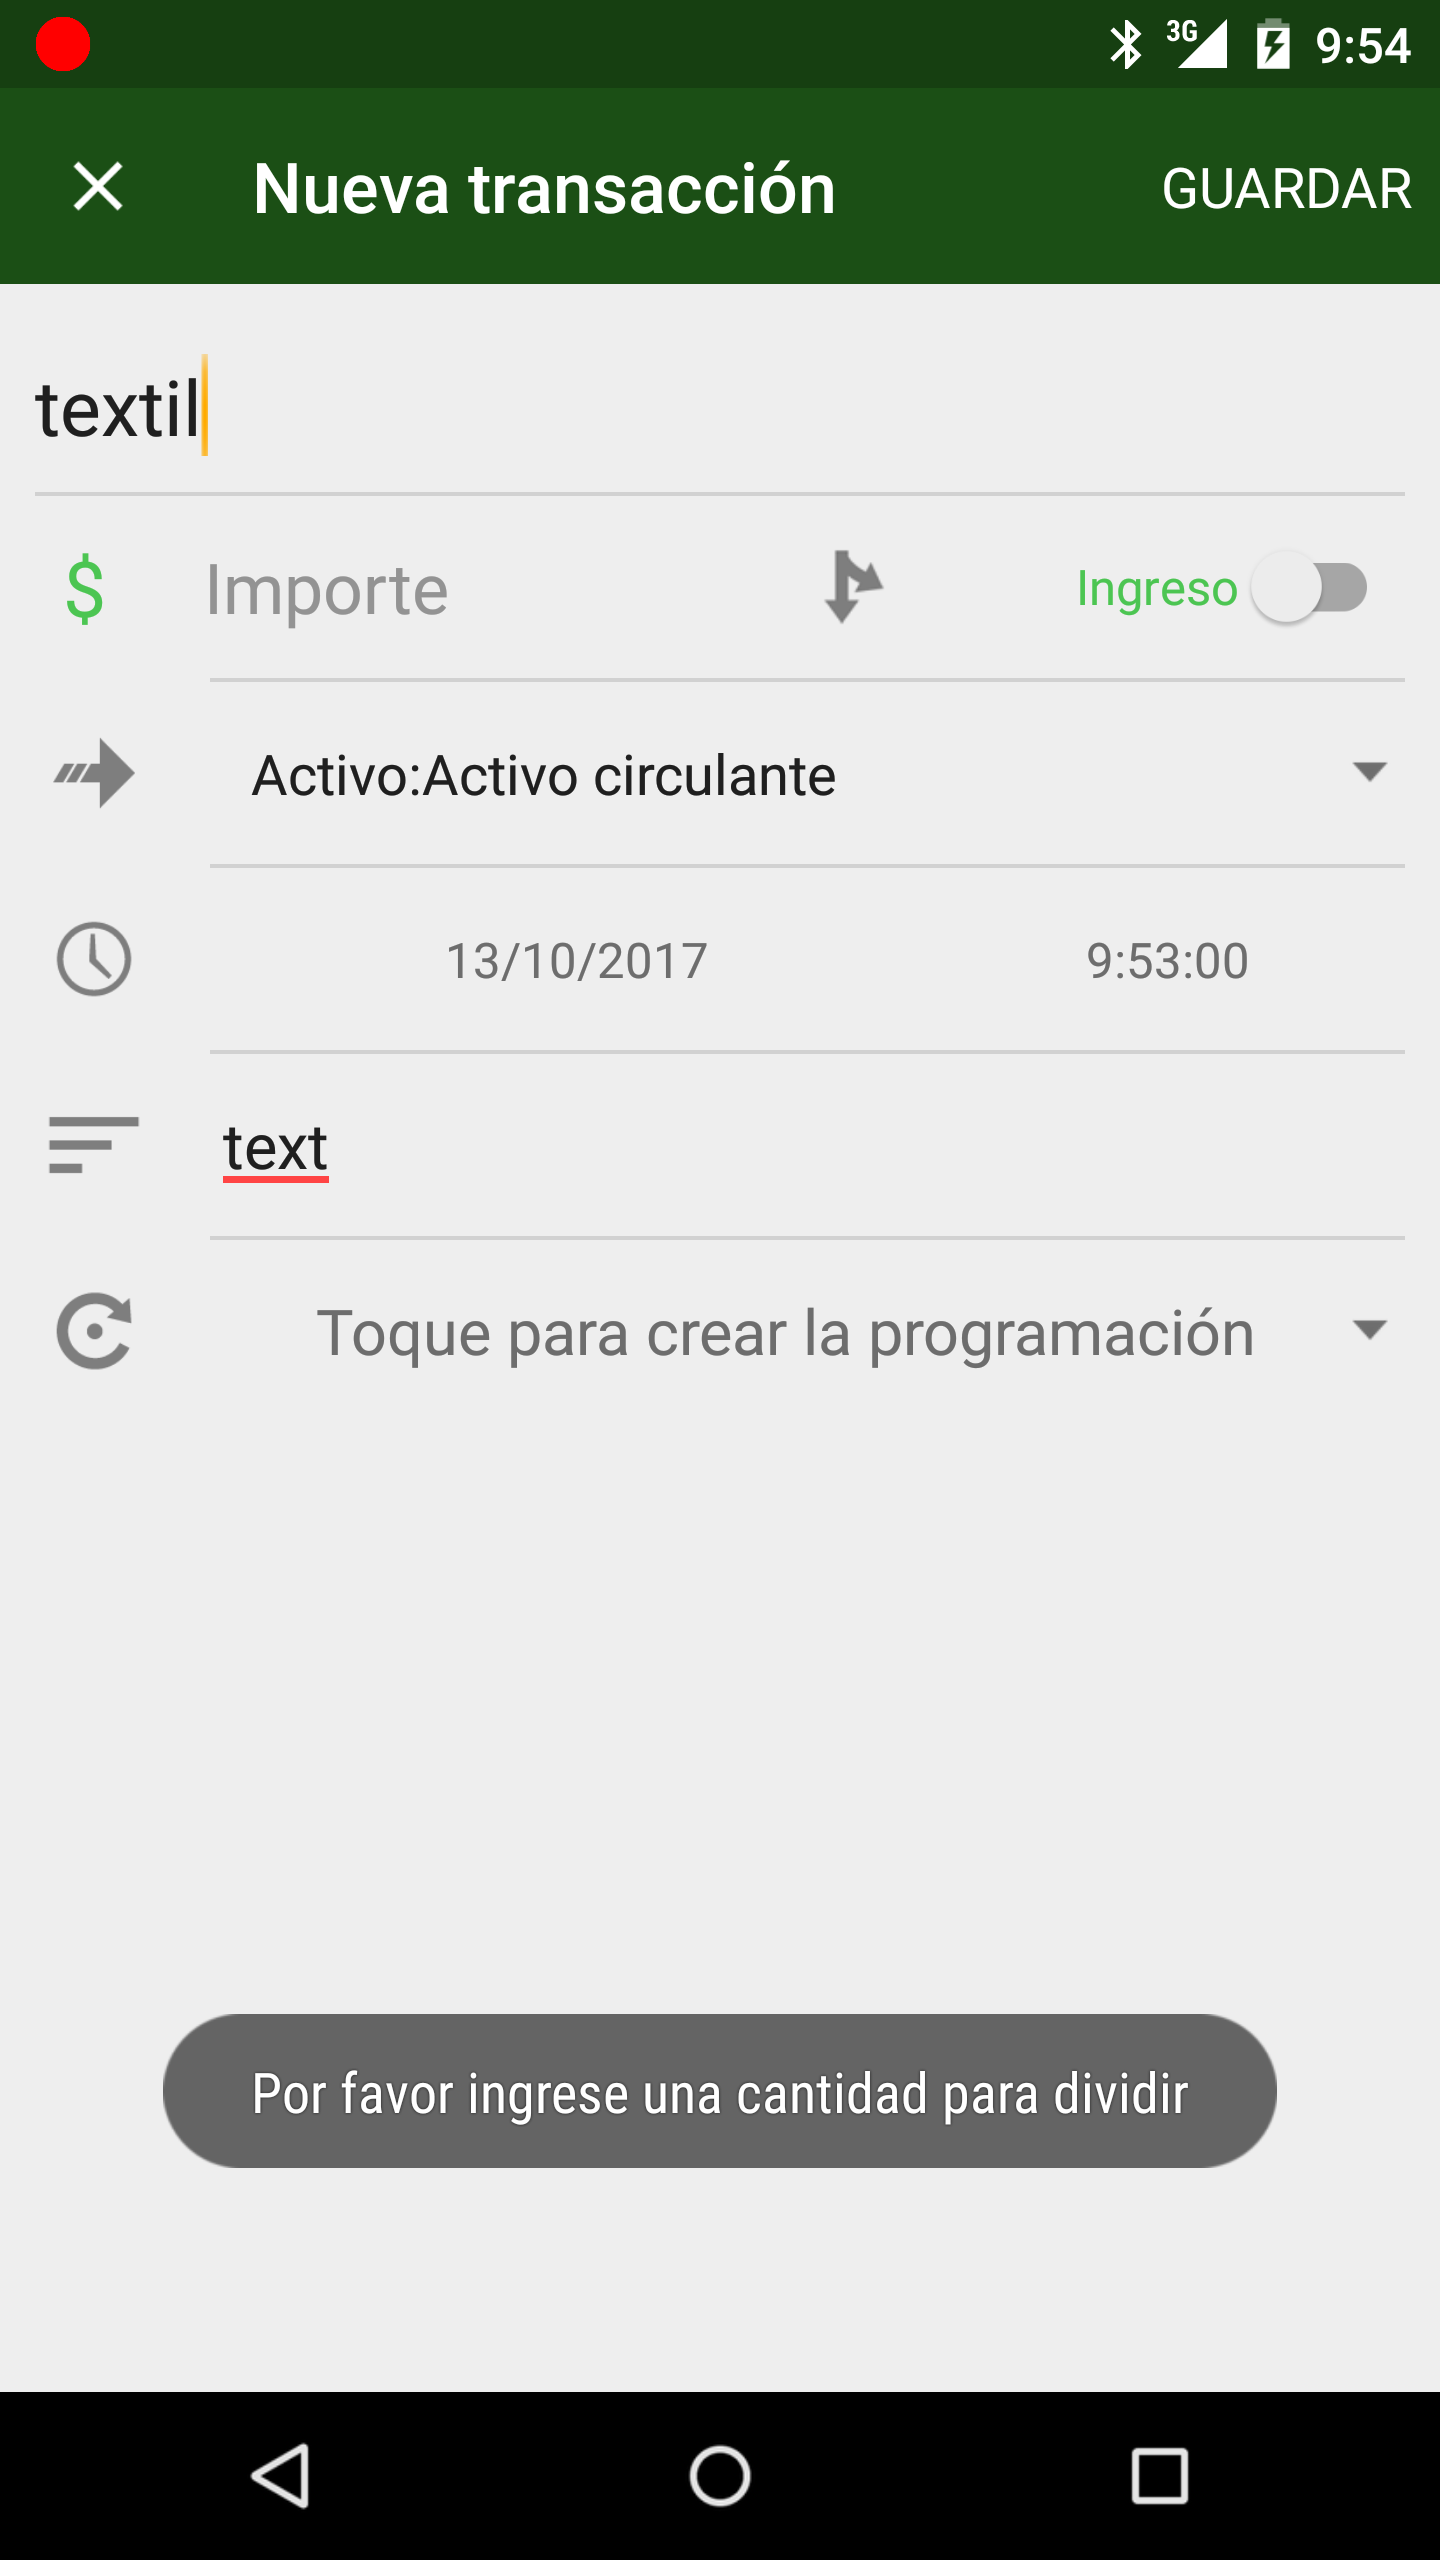 3G 9:54
Nueva transacción GUARDAR
textil
$ Importe Ingreso
Activo:Activo circulante
13/10/2017 9:53:00
text
Toque para crear la programación
Por favor ingrese una cantidad para dividir